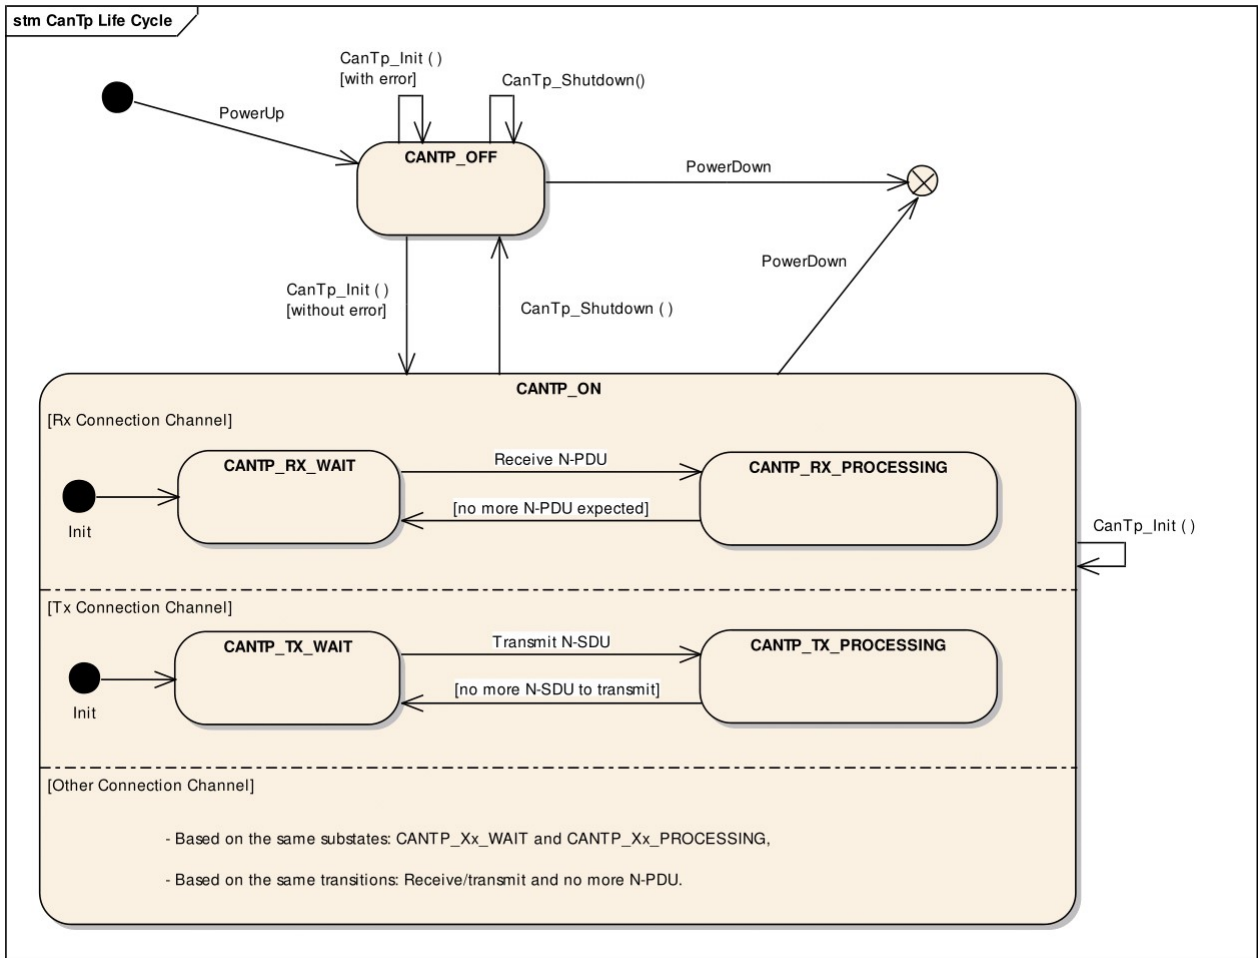 stm CanTp Life Cycle
CanTp_Init ( )
[with error]
CanTp_Shutdown()
PowerUp
CANTP_OFF
PowerDown
PowerDown
CanTp_Init ( )
[without error]
CanTp_Shutdown ( )
CANTP_ON
[Rx Connection Channel]
CANTP_RX_WAIT
Receive N-PDU
CANTP_RX_PROCESSING
[no more N-PDU expected]
Init
CanTp_Init ( )
[Tx Connection Channel]
CANTP_TX_WAIT
Transmit N-SDU
CANTP_TX_PROCESSING
[no more N-SDU to transmit]
Init
[Other Connection Channel]
- Based on the same substates: CANTP_Xx_WAIT and CANTP_Xx_PROCESSING,
- Based on the same transitions: Receive/transmit and no more N-PDU.